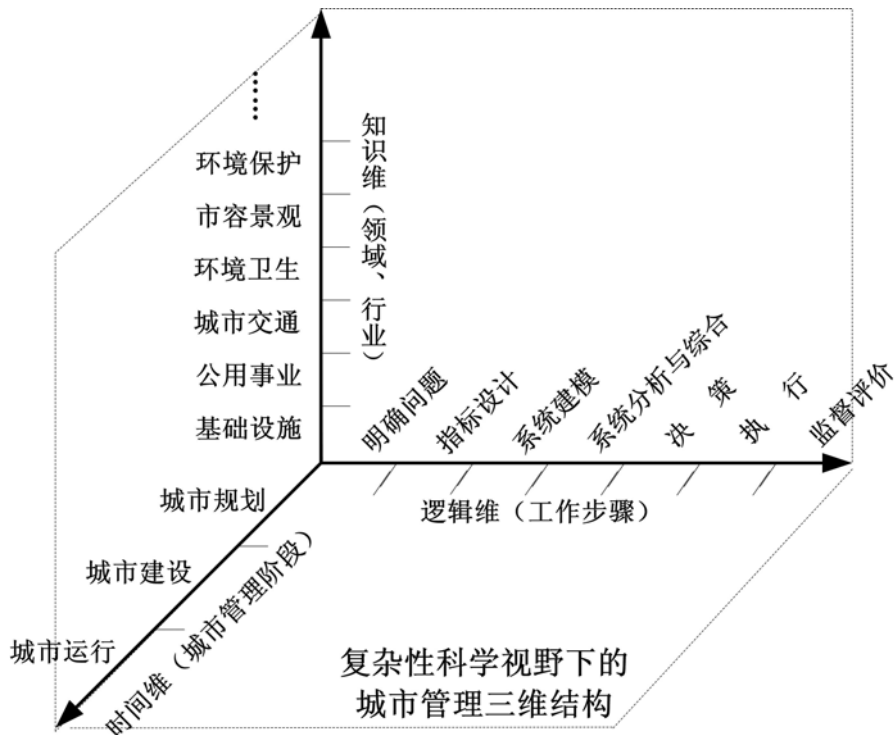 环境保护
市容景观
环境卫生
城市交通
公用事业
基础设施
知识维（领域、行业）
明确问题
指标设计
系统建模
系统分析与综合
决策
执行
监督评价
逻辑维（工作步骤）
城市规划
城市建设
城市运行
时间维（城市管理阶段）
复杂性科学视野下的
城市管理三维结构